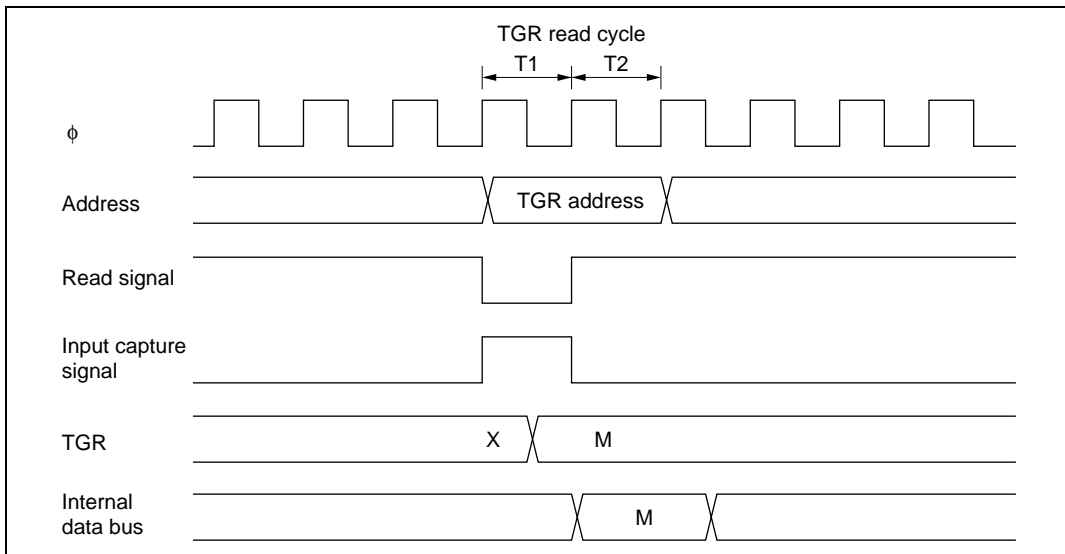 TGR read cycle
T1 T2
ϕ
Address
TGR address
Read signal
Input capture
signal
TGR
X M
Internal
data bus
M